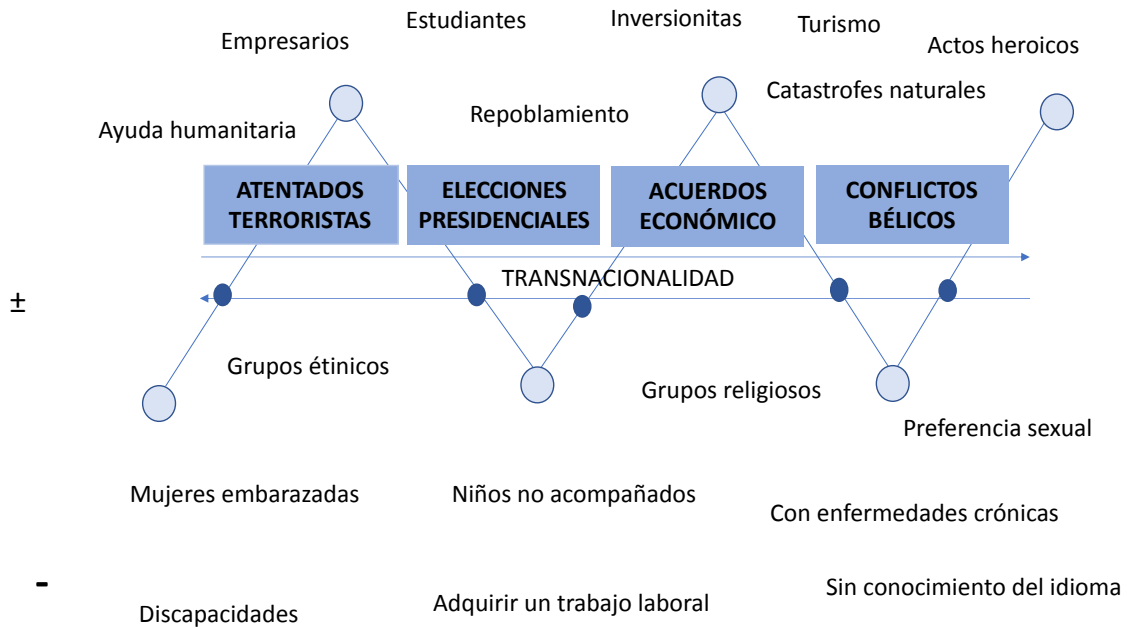 Estudiantes
Inversionitas
Turismo
Empresarios
Actos heroicos
Catastrofes naturales
Repoblamiento
Ayuda humanitaria
ATENTADOS
TERRORISTAS
ELECCIONES
PRESIDENCIALES
ACUERDOS
ECONÓMICO
CONFLICTOS
BÉLICOS
TRANSNACIONALIDAD
±
Grupos étinicos
Grupos religiosos
Preferencia sexual
Mujeres embarazadas
Niños no acompañados
Con enfermedades crónicas
-
Sin conocimiento del idioma
Discapacidades
Adquirir un trabajo laboral